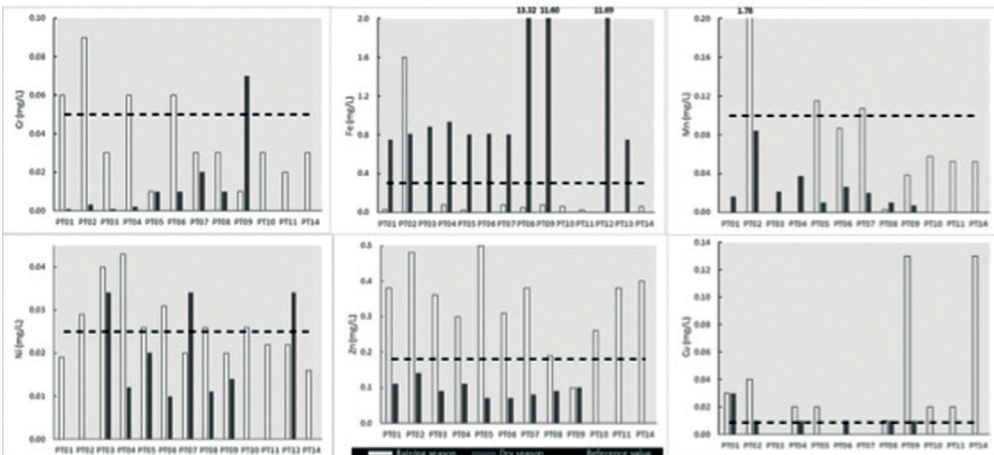 13.32 11.60 11.69
1.78
Cr (mg/L)
0.10
0.08
0.06
0.04
0.02
0.00
PT01 PT02 PT03 PT04 PT05 PT06 PT07 PT08 PT09 PT10 PT11 PT14
Fe (mg/L)
2.0
1.6
1.2
0.8
0.4
0.0
PT01 PT02 PT03 PT04 PT05 PT06 PT07 PT08 PT09 PT10 PT11 PT12 PT13 PT14
Mn (mg/L)
0.20
0.16
0.12
0.08
0.04
0.00
PT01 PT02 PT03 PT04 PT05 PT06 PT07 PT08 PT09 PT10 PT11 PT14
Ni (mg/L)
0.04
0.03
0.02
0.01
0.00
PT01 PT02 PT03 PT04 PT05 PT06 PT07 PT08 PT09 PT10 PT11 PT12 PT14
Zn (mg/L)
0.5
0.4
0.3
0.2
0.1
0.0
PT01 PT02 PT03 PT04 PT05 PT06 PT07 PT08 PT09 PT10 PT11 PT14
Cu (mg/L)
0.14
0.12
0.10
0.08
0.06
0.04
0.02
0.00
PT01 PT02 PT03 PT04 PT05 PT06 PT07 PT08 PT09 PT10 PT11 PT14
Raining season Dry season Reference value